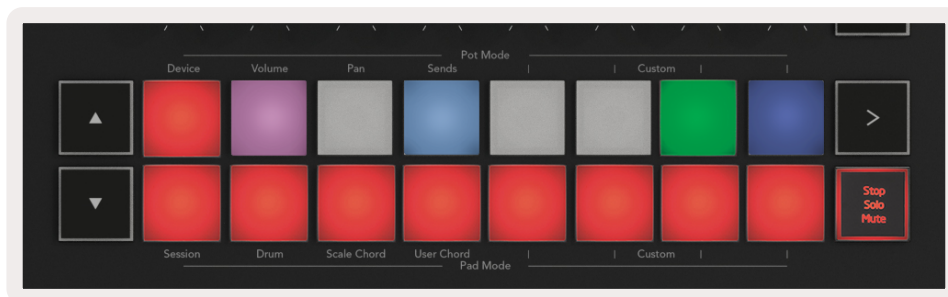 Pot Mode
Device Volume Pan Sends Custom
>
Stop
Solo
Mute
Session Drum Scale Chord User Chord Custom
Pad Mode